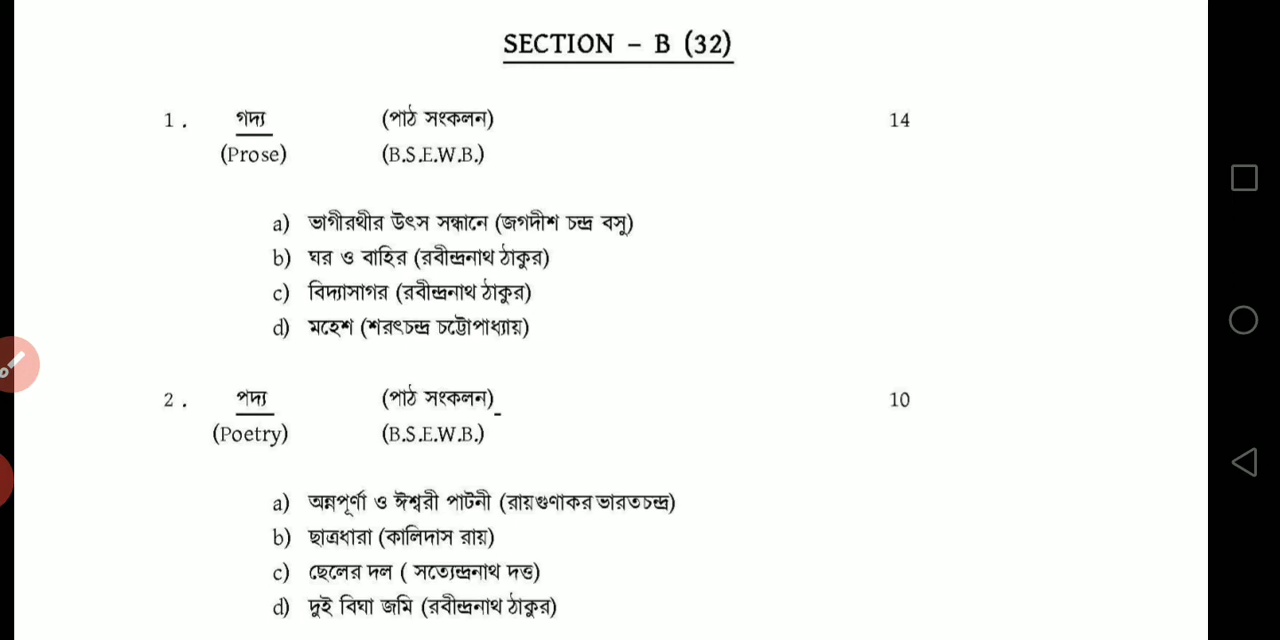 SECTION – B (32)
1. গদ্য (পাঠ সংকলন) 14
(Prose) (B.S.E.W.B.)
a) ভাগীরথীর উৎস সন্ধানে (জগদীশ চন্দ্র বসু)
b) ঘর ও বাহির (রবীন্দ্রনাথ ঠাকুর)
c) বিদ্যাসাগর (রবীন্দ্রনাথ ঠাকুর)
d) মহেশ (শরৎচন্দ্র চট্টোপাধ্যায়)
2. পদ্য (পাঠ সংকলন)_ 10
(Poetry) (B.S.E.W.B.)
a) অন্নপূর্ণা ও ঈশ্বরী পাটনী (রায়গুণাকর ভারতচন্দ্র)
b) ছাত্রধারা (কালিদাস রায়)
c) ছেলের দল ( সত্যেন্দ্রনাথ দত্ত)
d) দুই বিঘা জমি (রবীন্দ্রনাথ ঠাকুর)